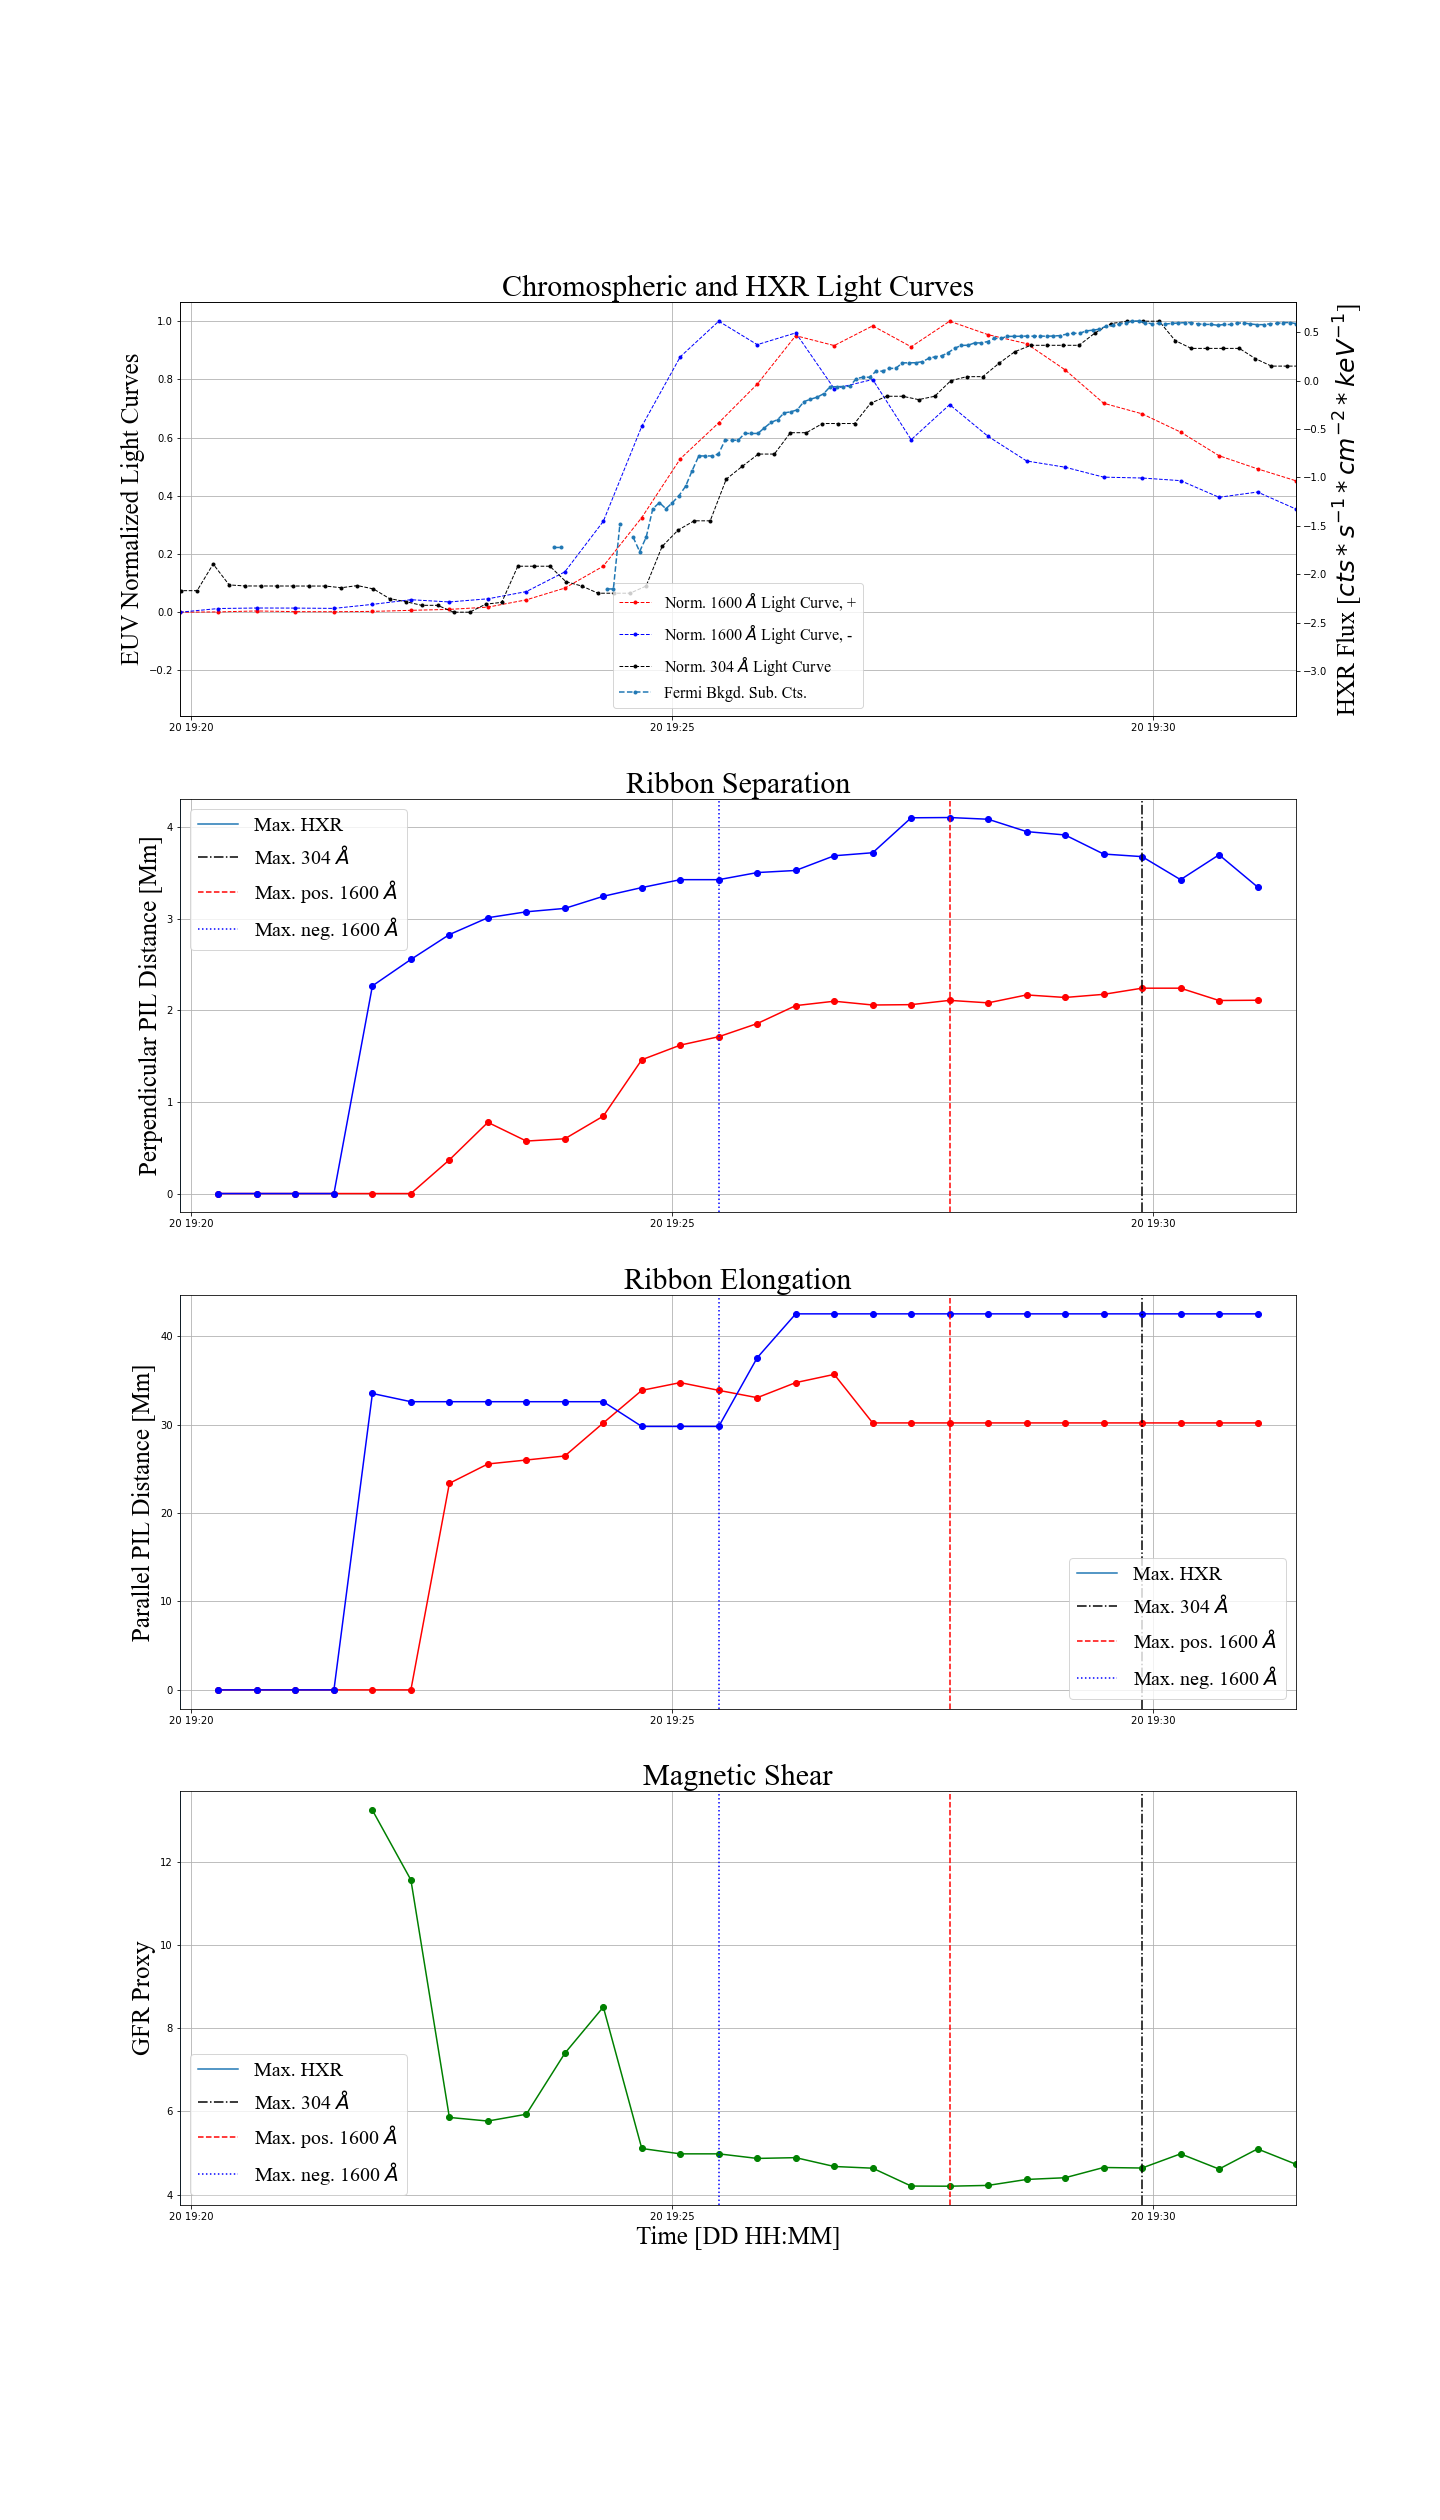 Chromospheric and HXR Light Curves
EUV Normalized Light Curves
1.0
0.8
0.6
0.4
0.2
0.0
−0.2
HXR Flux [cts * s⁻¹ * cm⁻² * keV⁻¹]
0.5
0.0
−0.5
−1.0
−1.5
−2.0
−2.5
−3.0
Norm. 1600 Å Light Curve, +
Norm. 1600 Å Light Curve, -
Norm. 304 Å Light Curve
Fermi Bkgd. Sub. Cts.
20 19:20
20 19:25
20 19:30
Ribbon Separation
Perpendicular PIL Distance [Mm]
4
3
2
1
0
Max. HXR
Max. 304 Å
Max. pos. 1600 Å
Max. neg. 1600 Å
20 19:20
20 19:25
20 19:30
Ribbon Elongation
Parallel PIL Distance [Mm]
40
30
20
10
0
Max. HXR
Max. 304 Å
Max. pos. 1600 Å
Max. neg. 1600 Å
20 19:20
20 19:25
20 19:30
Magnetic Shear
GFR Proxy
12
10
8
6
4
Max. HXR
Max. 304 Å
Max. pos. 1600 Å
Max. neg. 1600 Å
20 19:20
20 19:25
20 19:30
Time [DD HH:MM]